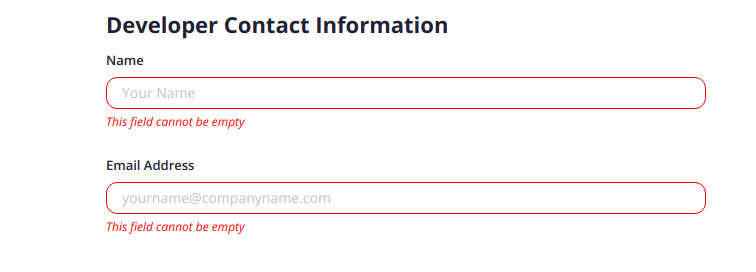 Developer Contact Information
Name
Your Name
This field cannot be empty
Email Address
yourname@companyname.com
This field cannot be empty